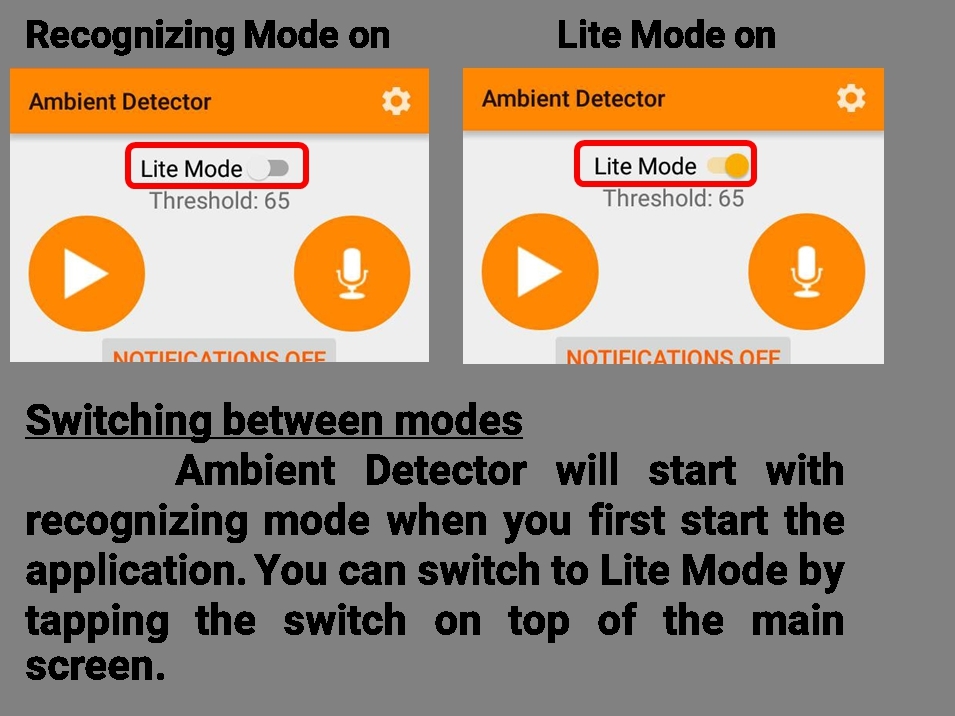 Recognizing Mode on
Lite Mode on
Ambient Detector
Lite Mode
Threshold: 65
NOTIFICATIONS OFF
Ambient Detector
Lite Mode
Threshold: 65
NOTIFICATIONS OFF
Switching between modes
Ambient Detector will start with
recognizing mode when you first start the
application. You can switch to Lite Mode by
tapping the switch on top of the main
screen.